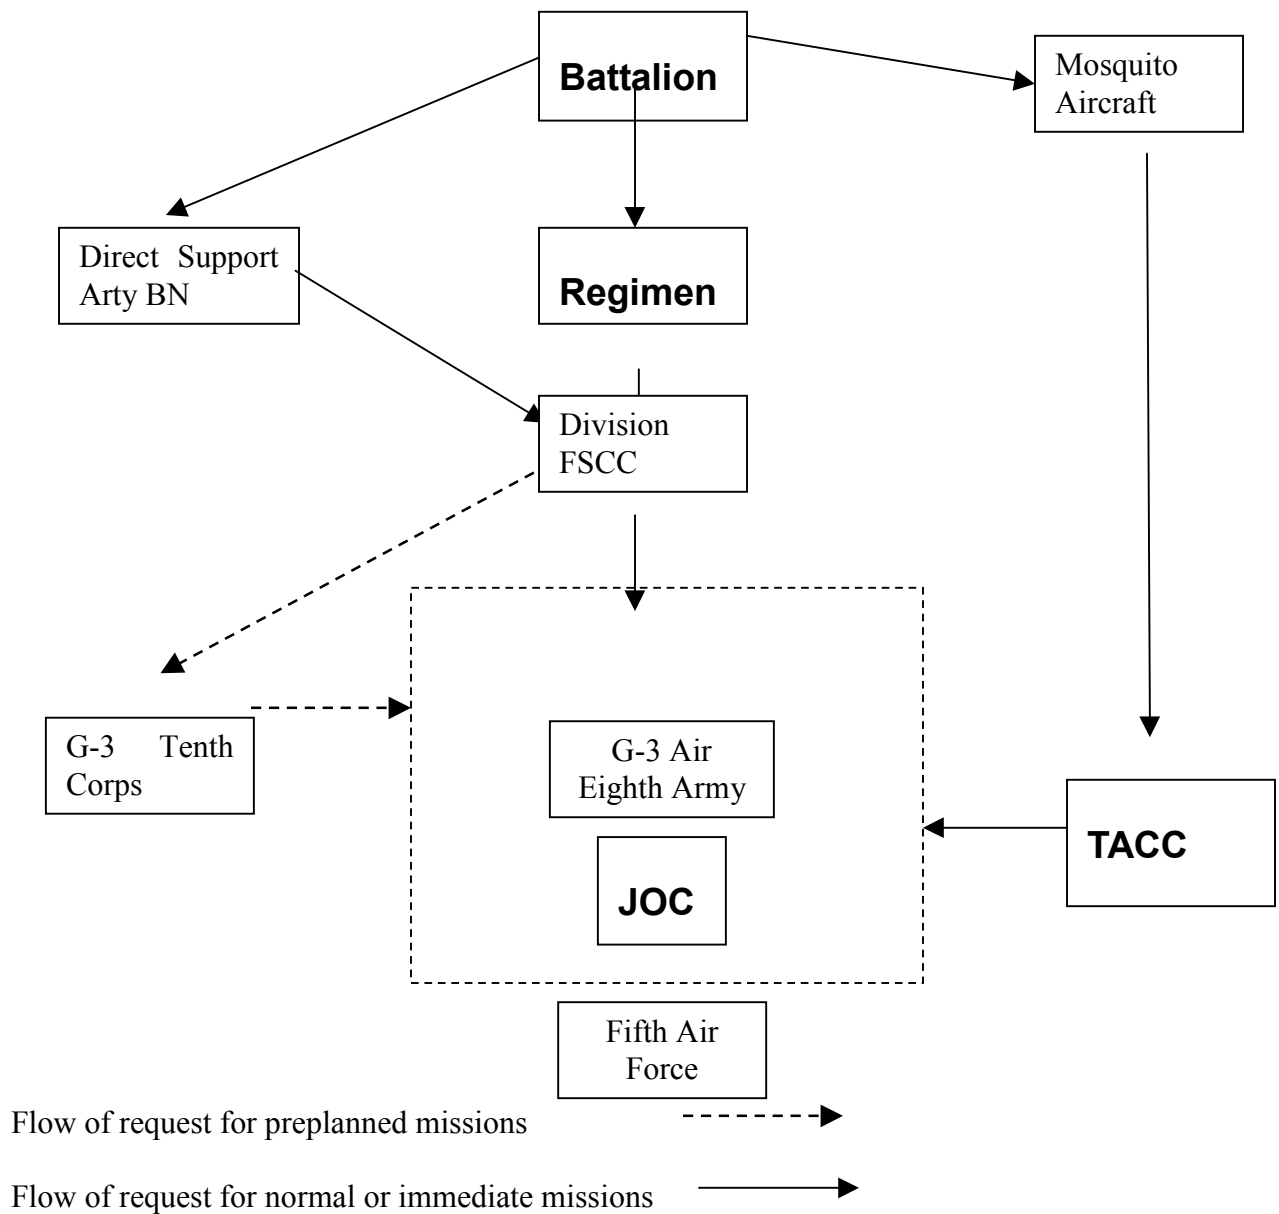 Battalion
Mosquito
Aircraft
Direct Support
Arty BN
Regimen
Division
FSCC
G-3 Tenth
Corps
G-3 Air
Eighth Army
TACC
JOC
Fifth Air
Force
Flow of request for preplanned missions
Flow of request for normal or immediate missions